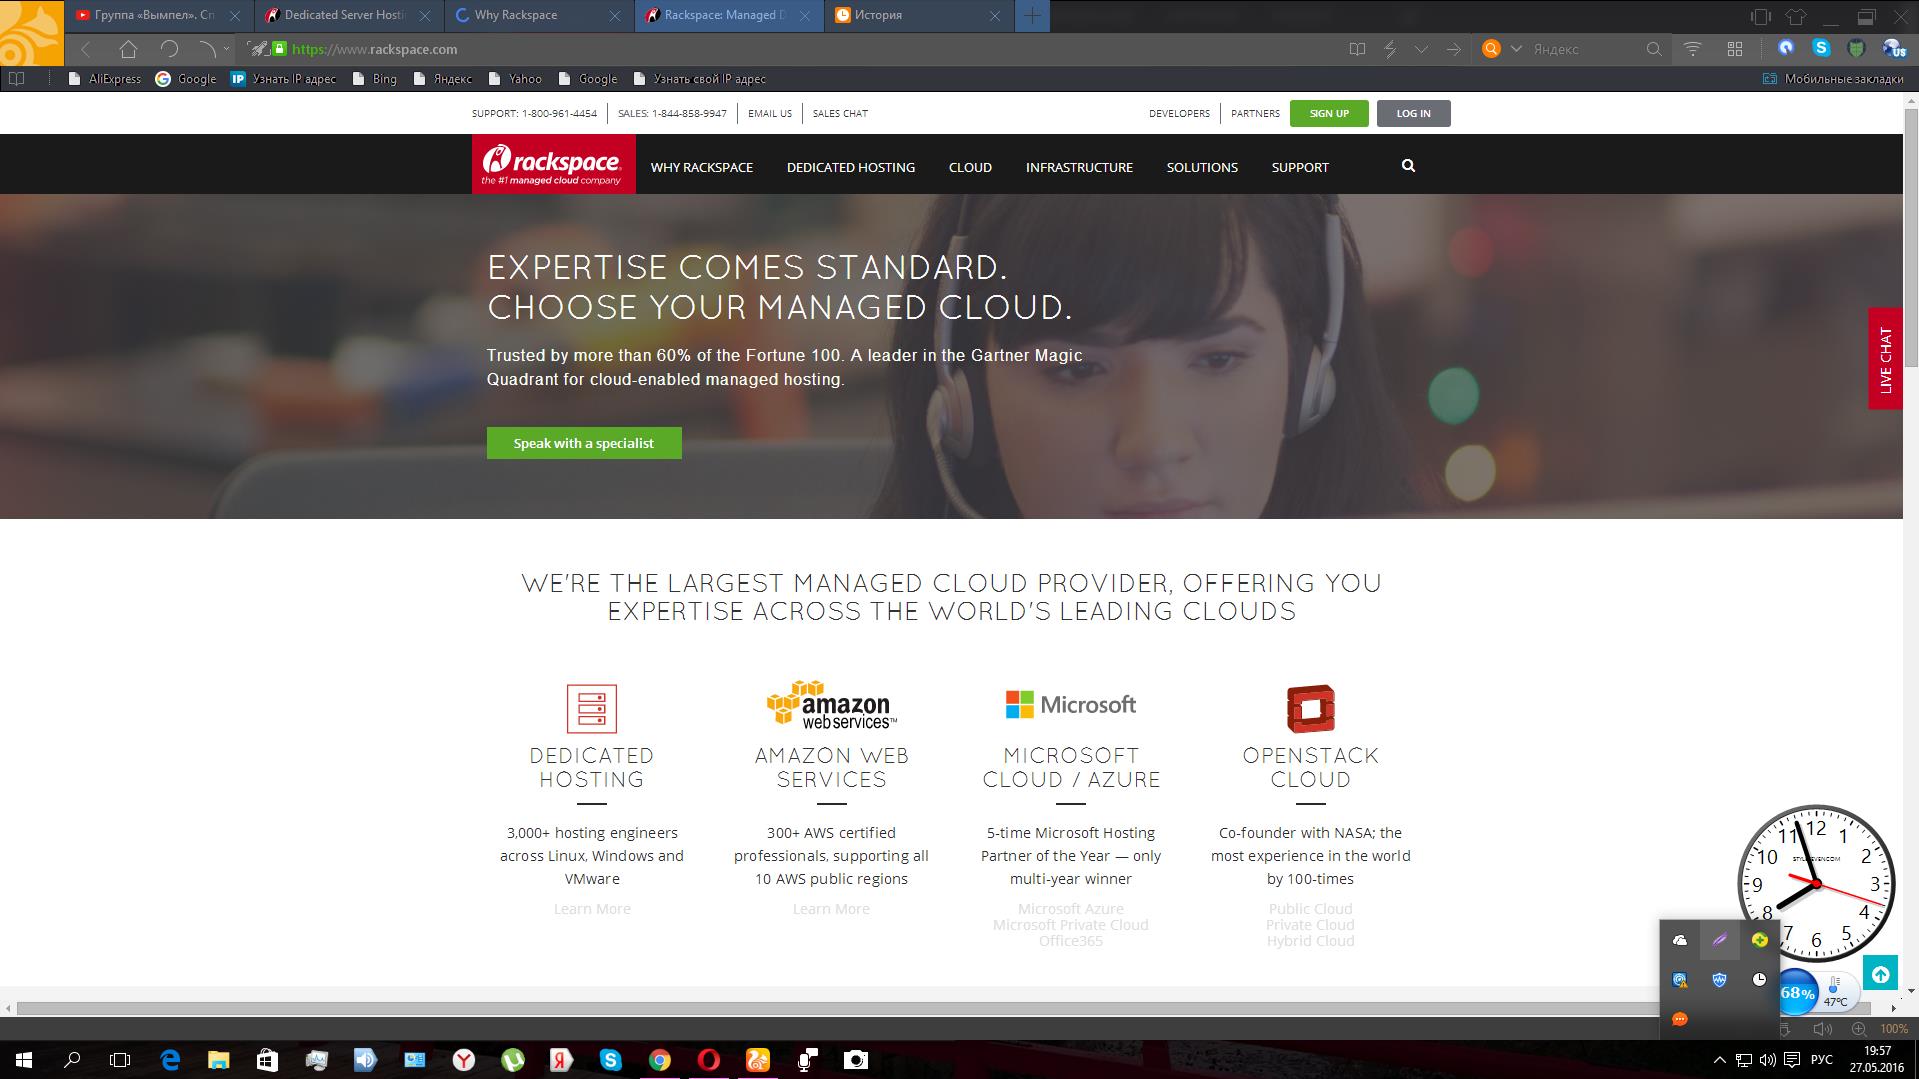 Группа «Вымпел». Сп
Dedicated Server Hosti
Why Rackspace
Rackspace: Managed D
История
https://www.rackspace.com
Яндекс
AliExpress
Google
IP Узнать IP адрес
Bing
Яндекс
Yahoo
Google
Узнать свой IP адрес
Мобильные закладки
SUPPORT: 1-800-961-4454
SALES: 1-844-858-9947
EMAIL US
SALES CHAT
DEVELOPERS
PARTNERS
SIGN UP
LOG IN
rackspace
the #1 managed cloud company
WHY RACKSPACE
DEDICATED HOSTING
CLOUD
INFRASTRUCTURE
SOLUTIONS
SUPPORT
EXPERTISE COMES STANDARD.
CHOOSE YOUR MANAGED CLOUD.
Trusted by more than 60% of the Fortune 100. A leader in the Gartner Magic
Quadrant for cloud-enabled managed hosting.
Speak with a specialist
LIVE CHAT
WE'RE THE LARGEST MANAGED CLOUD PROVIDER, OFFERING YOU
EXPERTISE ACROSS THE WORLD'S LEADING CLOUDS
amazon
web services™
Microsoft
DEDICATED
HOSTING
3,000+ hosting engineers
across Linux, Windows and
VMware
Learn More
AMAZON WEB
SERVICES
300+ AWS certified
professionals, supporting all
10 AWS public regions
Learn More
MICROSOFT
CLOUD / AZURE
5-time Microsoft Hosting
Partner of the Year — only
multi-year winner
Microsoft Azure
Microsoft Private Cloud
Office365
OPENSTACK
CLOUD
Co-founder with NASA; the
most experience in the world
by 100-times
Public Cloud
Private Cloud
Hybrid Cloud
12
1
2
3
4
5
6
7
8
9
10
11
68%
47°C
100%
РУС
19:57
27.05.2016